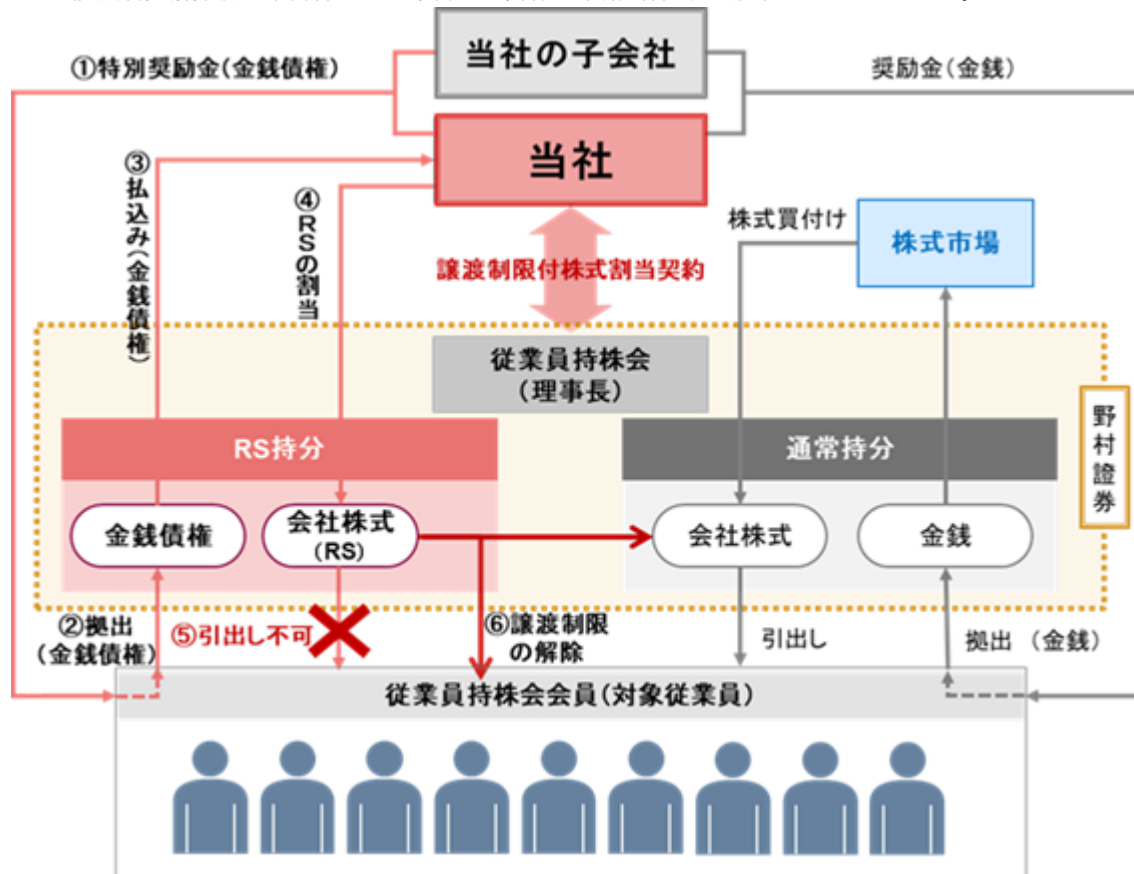 当社の子会社
①特別奨励金(金銭債権)
奨励金(金銭)
当社
③払込み(金銭債権)
④RSの割当
株式買付け
株式市場
譲渡制限付株式割当契約
従業員持株会
(理事長)
野村證券
RS持分
通常持分
金銭債権
会社株式
(RS)
会社株式
金銭
②拠出
(金銭債権)
⑤引出し不可
⑥譲渡制限
の解除
引出し
拠出 (金銭)
従業員持株会会員(対象従業員)